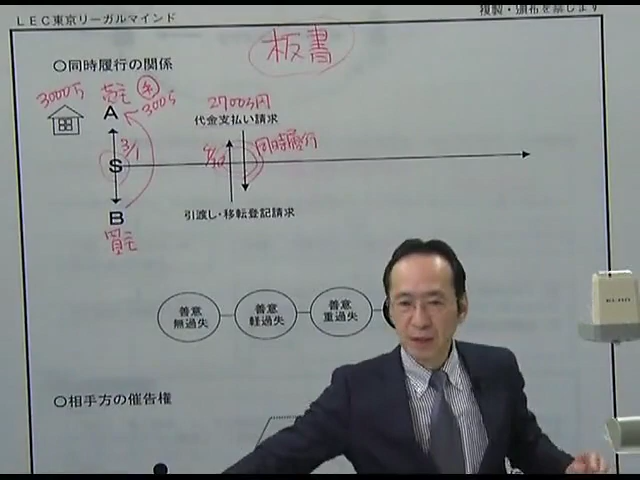 LEC東京リーガルマインド
複製・頒布を禁じます
板書
○同時履行の関係
3000万
売主
300万
A
2700万円
代金支払い請求
3/1
同時履行
S
B
引渡し・移転登記請求
買主
善意
無過失
善意
軽過失
善意
重過失
○相手方の催告権